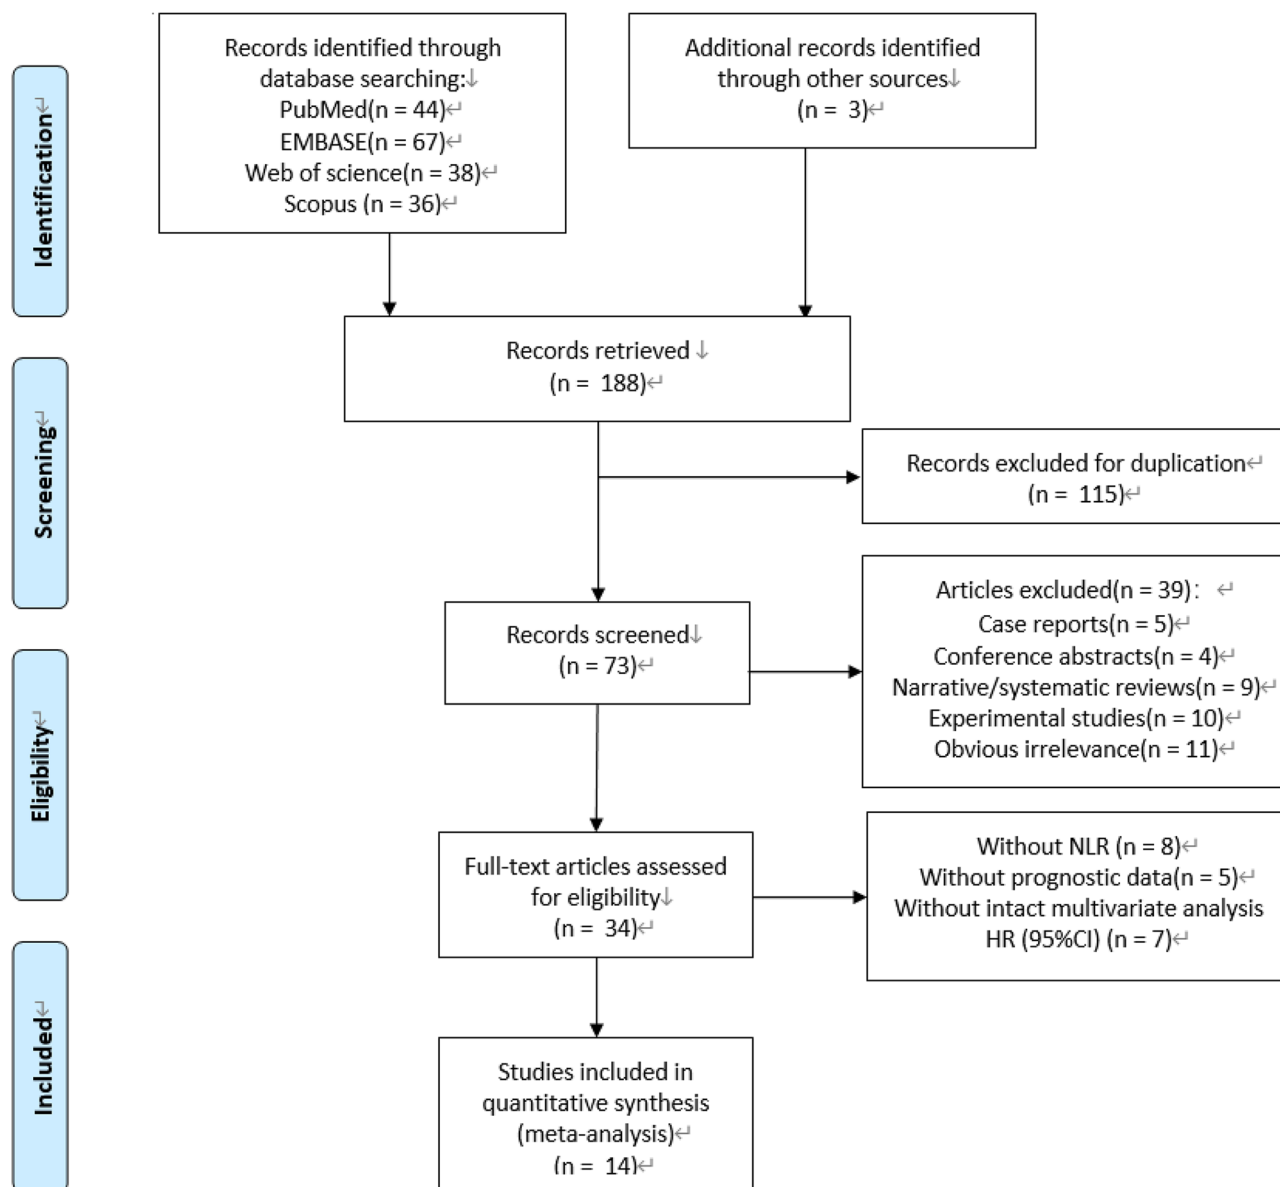 Identification
Records identified through
database searching:↓
PubMed(n = 44)↵
EMBASE(n = 67)↵
Web of science(n = 38)↵
Scopus (n = 36)↵
Additional records identified
through other sources↓
(n = 3)↵
Records retrieved ↓
(n = 188)↵
Screening
Records excluded for duplication↵
(n = 115)↵
Records screened↓
(n = 73)↵
Articles excluded(n = 39): ↵
Case reports(n = 5)↵
Conference abstracts(n = 4)↵
Narrative/systematic reviews(n = 9)↵
Experimental studies(n = 10)↵
Obvious irrelevance(n = 11)↵
Eligibility
Full-text articles assessed
for eligibility↓
(n = 34)↵
Without NLR (n = 8)↵
Without prognostic data(n = 5)↵
Without intact multivariate analysis
HR (95%CI) (n = 7)↵
Included
Studies included in
quantitative synthesis
(meta-analysis)↵
(n = 14)↵